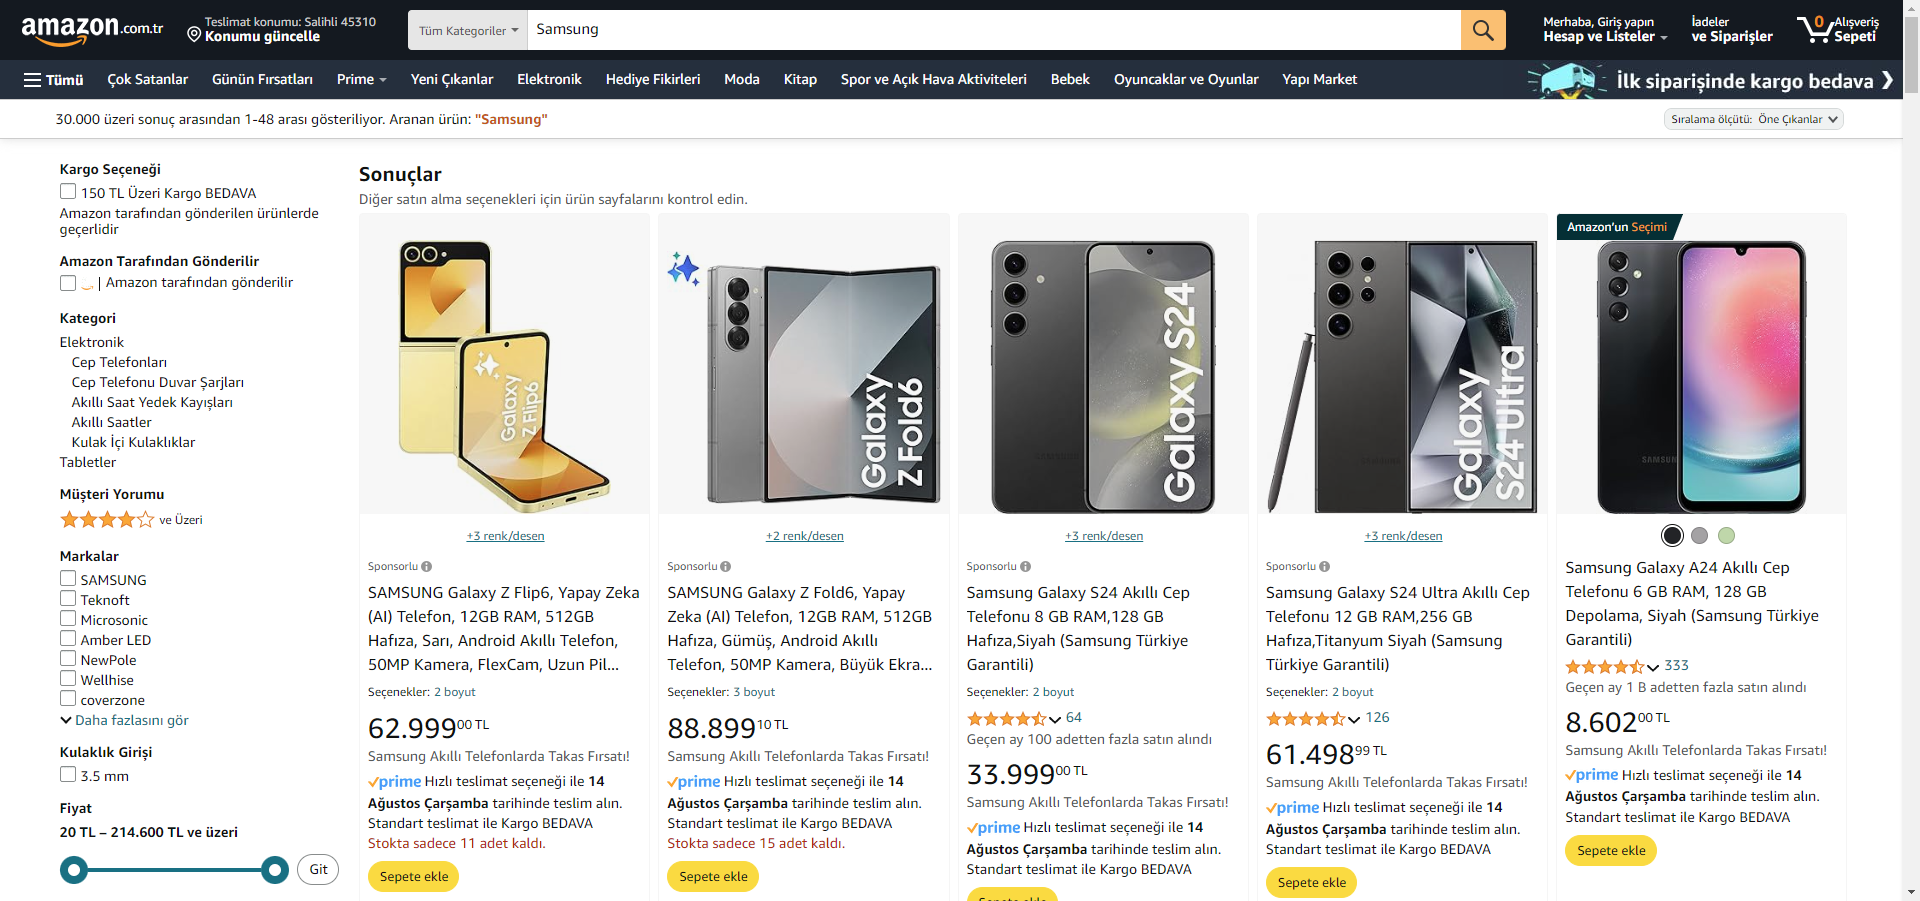 amazon.com.tr
Teslimat konumu: Salihli 45310
Konumu güncelle
Tüm Kategoriler
Samsung
Merhaba, Giriş yapın
Hesap ve Listeler
İadeler
ve Siparişler
0
Alışveriş
Sepeti
Tümü
Çok Satanlar
Günün Fırsatları
Prime
Yeni Çıkanlar
Elektronik
Hediye Fikirleri
Moda
Kitap
Spor ve Açık Hava Aktiviteleri
Bebek
Oyuncaklar ve Oyunlar
Yapı Market
İlk siparişinde kargo bedava
30.000 üzeri sonuç arasından 1-48 arası gösteriliyor. Aranan ürün: "Samsung"
Sıralama ölçütü: Öne Çıkanlar
Kargo Seçeneği
150 TL Üzeri Kargo BEDAVA
Amazon tarafından gönderilen ürünlerde
geçerlidir
Amazon Tarafından Gönderilir
| Amazon tarafından gönderilir
Kategori
Elektronik
Cep Telefonları
Cep Telefonu Duvar Şarjları
Akıllı Saat Yedek Kayışları
Akıllı Saatler
Kulak İçi Kulaklıklar
Tabletler
Müşteri Yorumu
ve Üzeri
Markalar
SAMSUNG
Teknoft
Microsonic
Amber LED
NewPole
Wellhise
coverzone
Daha fazlasını gör
Kulaklık Girişi
3.5 mm
Fiyat
20 TL – 214.600 TL ve üzeri
Git
Sonuçlar
Diğer satın alma seçenekleri için ürün sayfalarını kontrol edin.
Galaxy
Z Flip6
+3 renk/desen
Sponsorlu
SAMSUNG Galaxy Z Flip6, Yapay Zeka
(AI) Telefon, 12GB RAM, 512GB
Hafıza, Sarı, Android Akıllı Telefon,
50MP Kamera, FlexCam, Uzun Pil...
Seçenekler: 2 boyut
62.99900 TL
Samsung Akıllı Telefonlarda Takas Fırsatı!
prime Hızlı teslimat seçeneği ile 14
Ağustos Çarşamba tarihinde teslim alın.
Standart teslimat ile Kargo BEDAVA
Stokta sadece 11 adet kaldı.
Sepete ekle
Galaxy
Z Fold6
+2 renk/desen
Sponsorlu
SAMSUNG Galaxy Z Fold6, Yapay
Zeka (AI) Telefon, 12GB RAM, 512GB
Hafıza, Gümüş, Android Akıllı
Telefon, 50MP Kamera, Büyük Ekra...
Seçenekler: 3 boyut
88.89910 TL
Samsung Akıllı Telefonlarda Takas Fırsatı!
prime Hızlı teslimat seçeneği ile 14
Ağustos Çarşamba tarihinde teslim alın.
Standart teslimat ile Kargo BEDAVA
Stokta sadece 15 adet kaldı.
Sepete ekle
Galaxy S24
+3 renk/desen
Sponsorlu
Samsung Galaxy S24 Akıllı Cep
Telefonu 8 GB RAM,128 GB
Hafıza,Siyah (Samsung Türkiye
Garantili)
Seçenekler: 2 boyut
64
Geçen ay 100 adetten fazla satın alındı
33.99900 TL
Samsung Akıllı Telefonlarda Takas Fırsatı!
prime Hızlı teslimat seçeneği ile 14
Ağustos Çarşamba tarihinde teslim alın.
Standart teslimat ile Kargo BEDAVA
Sepete ekle
Galaxy
S24 Ultra
+3 renk/desen
Sponsorlu
Samsung Galaxy S24 Ultra Akıllı Cep
Telefonu 12 GB RAM,256 GB
Hafıza,Titanyum Siyah (Samsung
Türkiye Garantili)
Seçenekler: 2 boyut
126
61.49899 TL
Samsung Akıllı Telefonlarda Takas Fırsatı!
prime Hızlı teslimat seçeneği ile 14
Ağustos Çarşamba tarihinde teslim alın.
Standart teslimat ile Kargo BEDAVA
Sepete ekle
Amazon'un Seçimi
SAMSUNG
Samsung Galaxy A24 Akıllı Cep
Telefonu 6 GB RAM, 128 GB
Depolama, Siyah (Samsung Türkiye
Garantili)
333
Geçen ay 1 B adetten fazla satın alındı
8.60200 TL
Samsung Akıllı Telefonlarda Takas Fırsatı!
prime Hızlı teslimat seçeneği ile 14
Ağustos Çarşamba tarihinde teslim alın.
Standart teslimat ile Kargo BEDAVA
Sepete ekle